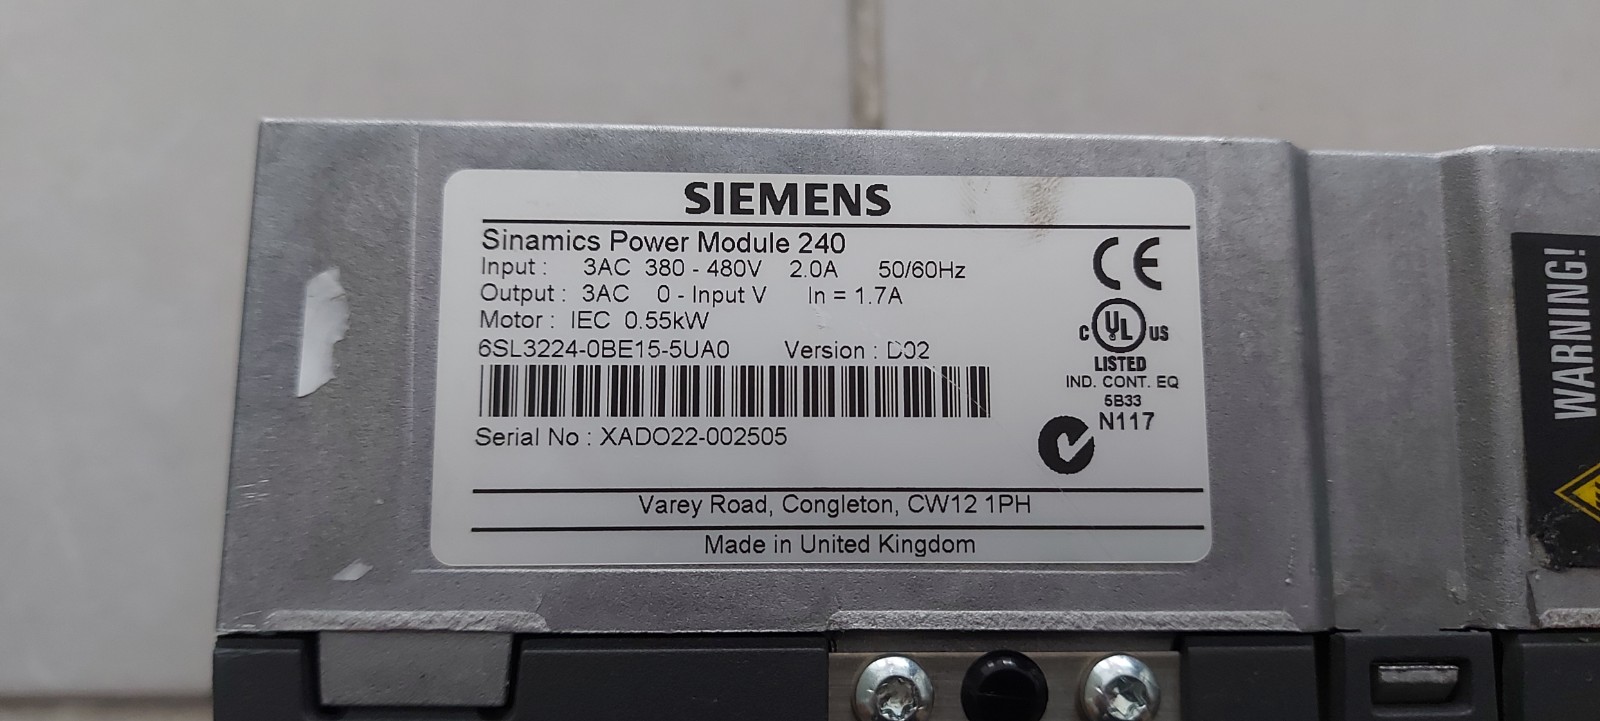 SIEMENS
Sinamics Power Module 240
Input : 3AC 380 - 480V 2.0A 50/60Hz
Output : 3AC 0 - Input V In = 1.7A
Motor : IEC 0.55kW
6SL3224-0BE15-5UA0 Version : D02
Serial No : XADO22-002505
CE
C UL US
LISTED
IND. CONT. EQ
5B33
N117
Varey Road, Congleton, CW12 1PH
Made in United Kingdom
WARNING!